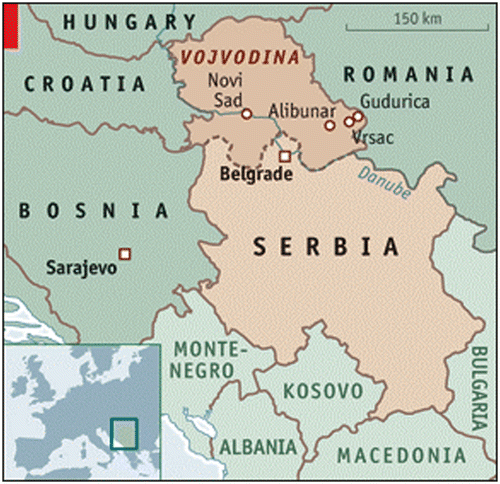 HUNGARY
150 km
VOJVODINA
CROATIA
Novi
Sad
ROMANIA
Alibunar
Gudurica
Vrsac
Belgrade
Danube
BOSNIA
SERBIA
Sarajevo
MONTE-
NEGRO
KOSOVO
BULGARIA
ALBANIA
MACEDONIA